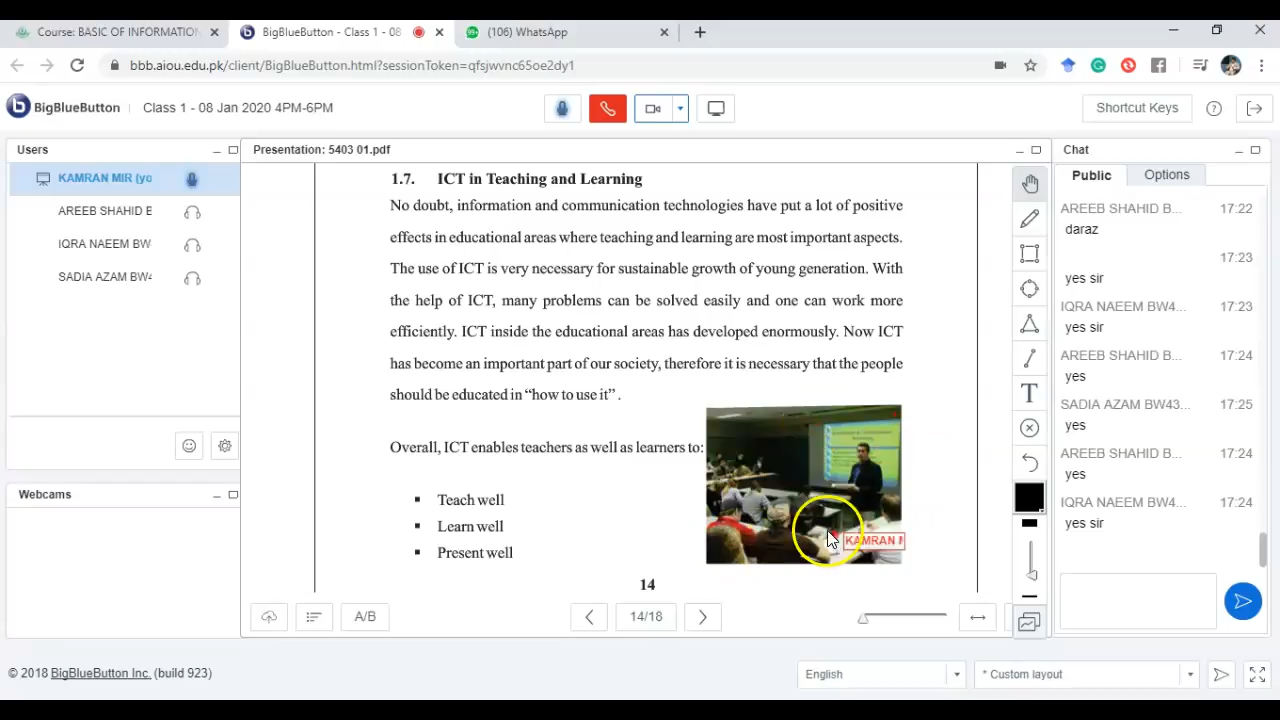 Course: BASIC OF INFORMATION
BigBlueButton - Class 1 - 08
(106) WhatsApp
bbb.aiou.edu.pk/client/BigBlueButton.html?sessionToken=qfsjwvnc65oe2dy1
BigBlueButton
Class 1 - 08 Jan 2020 4PM-6PM
Shortcut Keys
Users
KAMRAN MIR (yo
AREEB SHAHID B
IQRA NAEEM BW
SADIA AZAM BW4
Webcams
Presentation: 5403 01.pdf
1.7. ICT in Teaching and Learning
No doubt, information and communication technologies have put a lot of positive
effects in educational areas where teaching and learning are most important aspects.
The use of ICT is very necessary for sustainable growth of young generation. With
the help of ICT, many problems can be solved easily and one can work more
efficiently. ICT inside the educational areas has developed enormously. Now ICT
has become an important part of our society, therefore it is necessary that the people
should be educated in “how to use it”.
Overall, ICT enables teachers as well as learners to:
▪ Teach well
▪ Learn well
▪ Present well
KAMRAN M
14
A/B
14/18
T
Chat
Public
Options
AREEB SHAHID B... 17:22
daraz
17:23
yes sir
IQRA NAEEM BW4... 17:23
yes sir
AREEB SHAHID B... 17:24
yes
SADIA AZAM BW43... 17:25
yes
AREEB SHAHID B... 17:24
yes
IQRA NAEEM BW4... 17:24
yes sir
© 2018 BigBlueButton Inc. (build 923)
English
* Custom layout